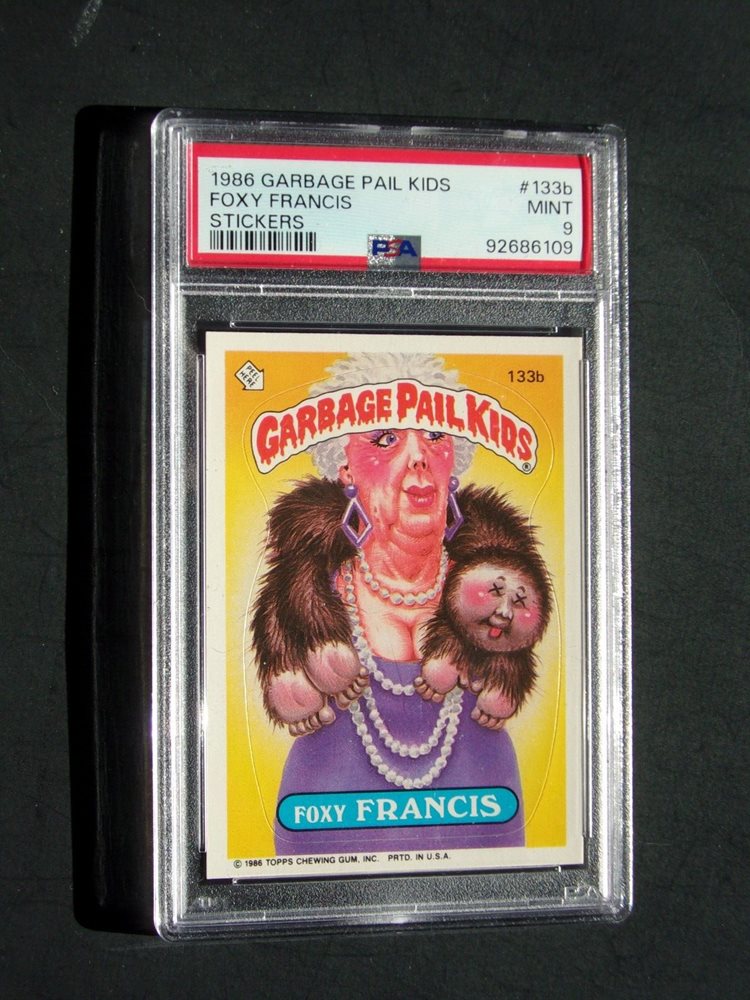 1986 GARBAGE PAIL KIDS #133b
FOXY FRANCIS MINT
STICKERS 9
PSA 92686109
PEEL HERE
133b
GARBAGE PAIL KIDS®
FOXY FRANCIS
© 1986 TOPPS CHEWING GUM, INC. PRTD. IN U.S.A.